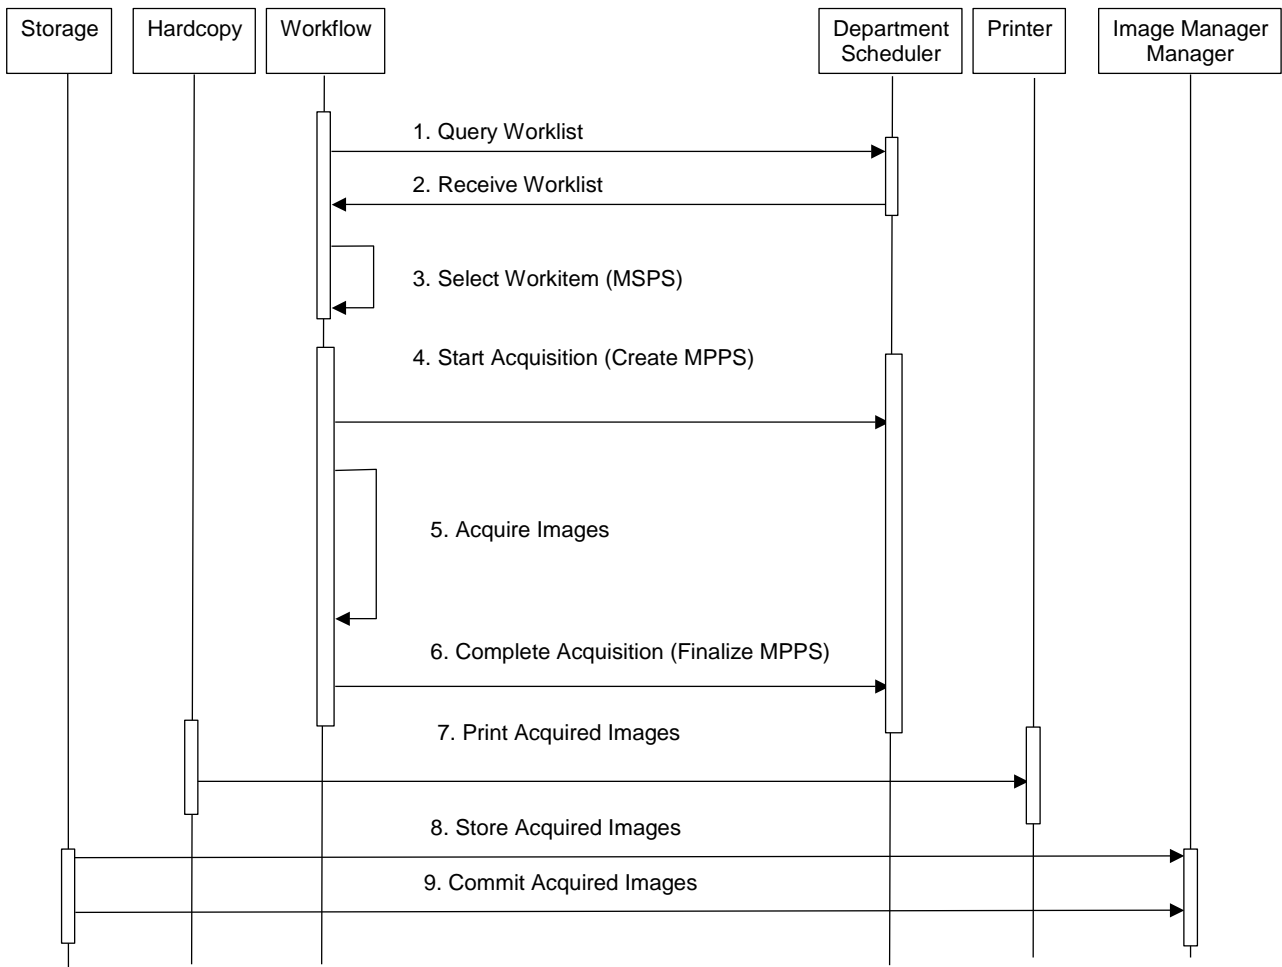 Storage
Hardcopy
Workflow
Department
Scheduler
Printer
Image Manager
Manager
1. Query Worklist
2. Receive Worklist
3. Select Workitem (MSPS)
4. Start Acquisition (Create MPPS)
5. Acquire Images
6. Complete Acquisition (Finalize MPPS)
7. Print Acquired Images
8. Store Acquired Images
9. Commit Acquired Images